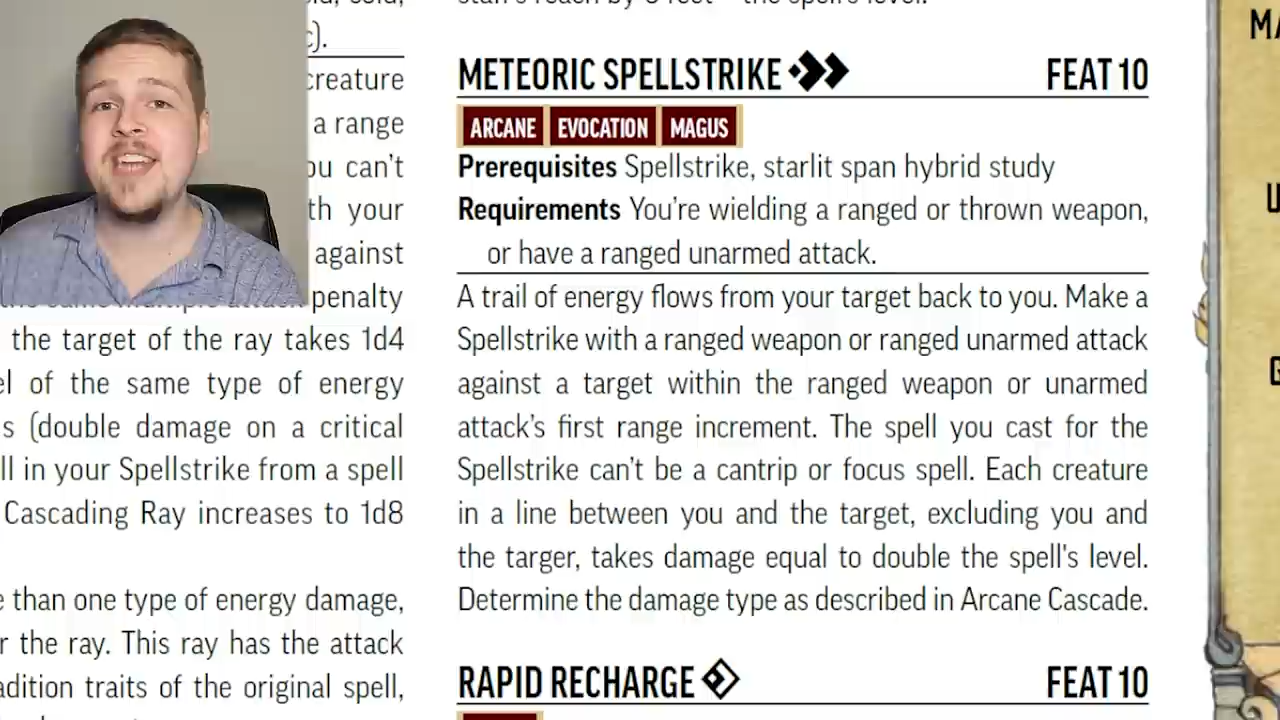 c).
creature
a range
can't
th your
against
penalty
the target of the ray takes 1d4
of the same type of energy
(double damage on a critical
in your Spellstrike from a spell
Cascading Ray increases to 1d8
than one type of energy damage,
the ray. This ray has the attack
traits of the original spell,
METEORIC SPELLSTRIKE
FEAT 10
ARCANE EVOCATION MAGUS
Prerequisites Spellstrike, starlit span hybrid study
Requirements You're wielding a ranged or thrown weapon,
or have a ranged unarmed attack.
A trail of energy flows from your target back to you. Make a
Spellstrike with a ranged weapon or ranged unarmed attack
against a target within the ranged weapon or unarmed
attack's first range increment. The spell you cast for the
Spellstrike can't be a cantrip or focus spell. Each creature
in a line between you and the target, excluding you and
the targer, takes damage equal to double the spell's level.
Determine the damage type as described in Arcane Cascade.
RAPID RECHARGE
FEAT 10